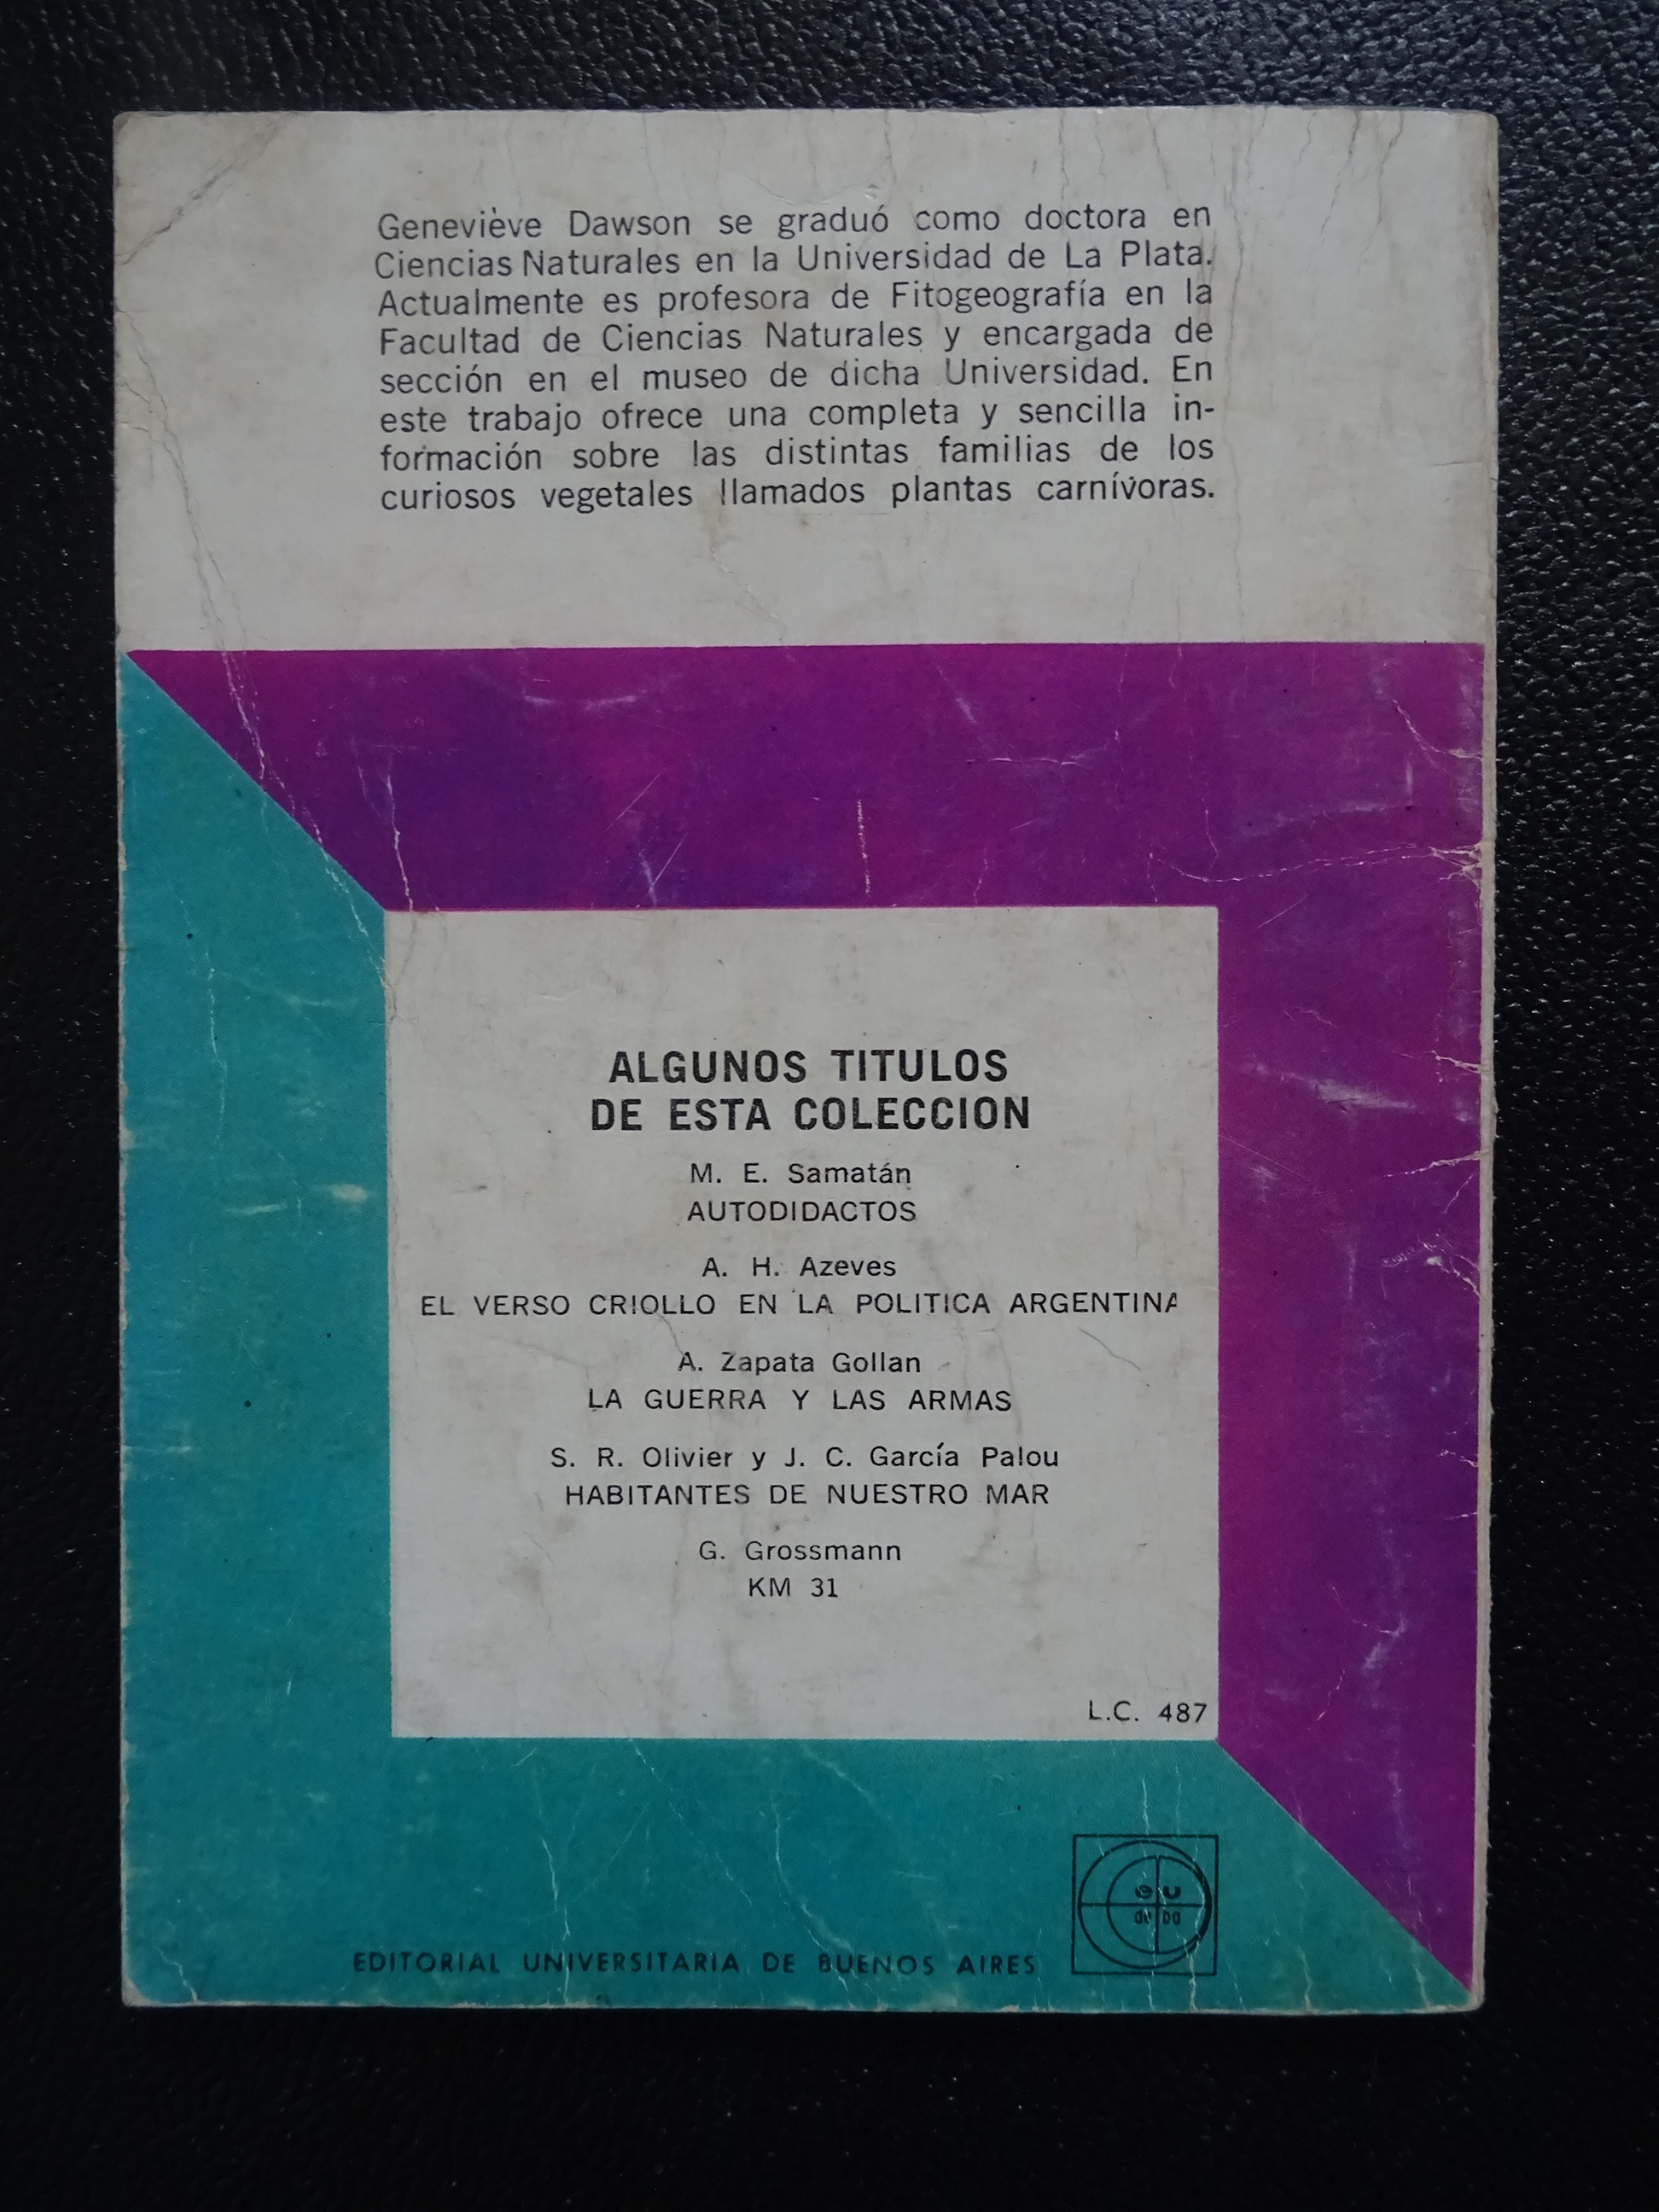 Geneviève Dawson se graduó como doctora en
Ciencias Naturales en la Universidad de La Plata.
Actualmente es profesora de Fitogeografía en la
Facultad de Ciencias Naturales y encargada de
sección en el museo de dicha Universidad. En
este trabajo ofrece una completa y sencilla in-
formación sobre las distintas familias de los
curiosos vegetales llamados plantas carnívoras.
ALGUNOS TITULOS
DE ESTA COLECCION
M. E. Samatán
AUTODIDACTOS
A. H. Azeves
EL VERSO CRIOLLO EN LA POLITICA ARGENTINA
A. Zapata Gollan
LA GUERRA Y LAS ARMAS
S. R. Olivier y J. C. García Palou
HABITANTES DE NUESTRO MAR
G. Grossmann
KM 31
L.C. 487
eu
deba
EDITORIAL UNIVERSITARIA DE BUENOS AIRES